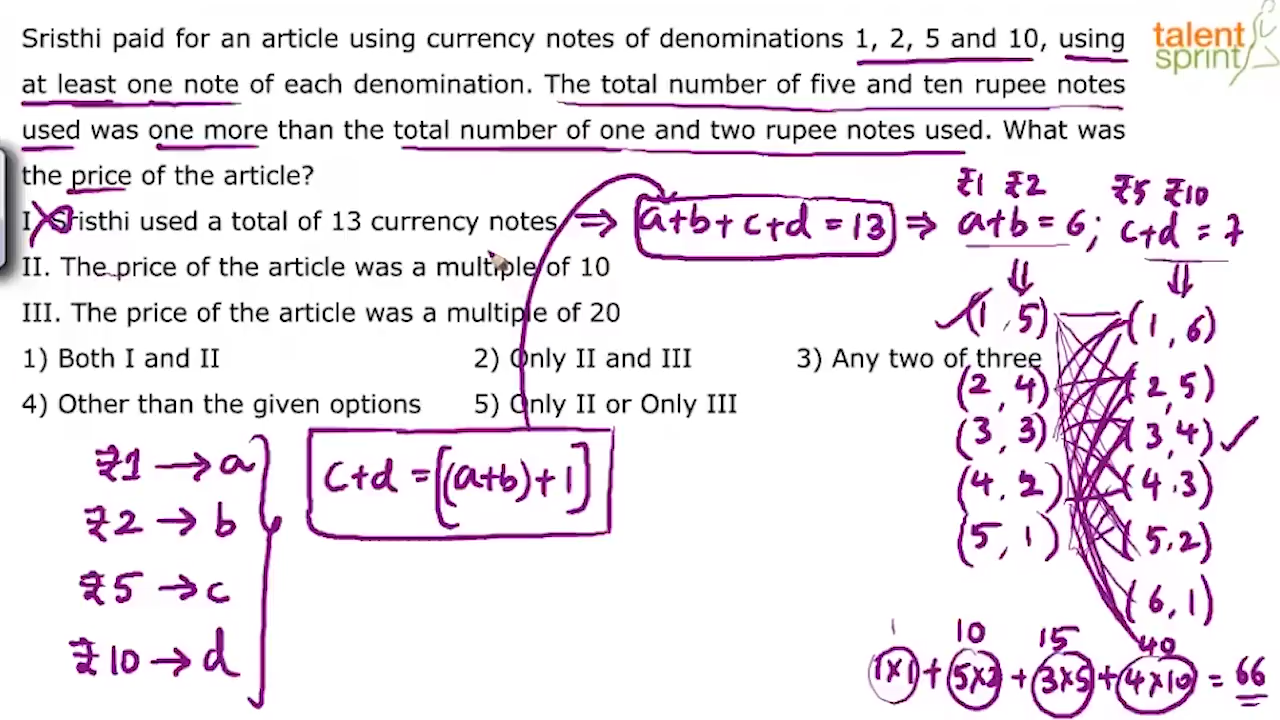 Sristhi paid for an article using currency notes of denominations 1, 2, 5 and 10, using
at least one note of each denomination. The total number of five and ten rupee notes
used was one more than the total number of one and two rupee notes used. What was
the price of the article?
talent
sprint
₹1 ₹2 ₹5 ₹10
I. Sristhi used a total of 13 currency notes ⇒ a+b+c+d=13 ⇒ a+b=6; c+d=7
II. The price of the article was a multiple of 10
III. The price of the article was a multiple of 20
1) Both I and II 2) Only II and III 3) Any two of three
4) Other than the given options 5) Only II or Only III
⇓ ⇓
(1,5) (1,6)
(2,4) (2,5)
(3,3) (3,4) ✓
(4,2) (4,3)
(5,1) (5,2)
(6,1)
₹1 → a
₹2 → b
₹5 → c
₹10 → d
c+d = [(a+b)+1]
1 10 15 40
1×1 + 5×2 + 3×5 + 4×10 = 66